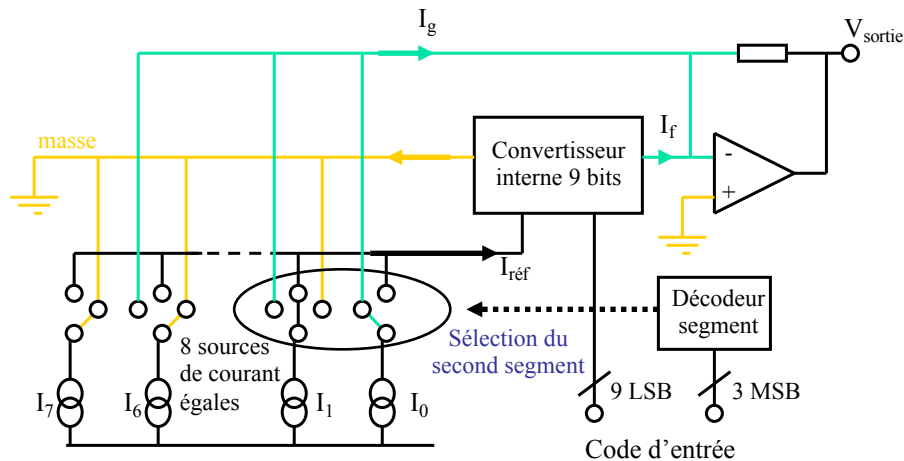 I_g
V_sortie
masse
I_f
Convertisseur
interne 9 bits
-
+
I_réf
Décodeur
segment
Sélection du
second segment
8 sources
de courant
égales
I_7
I_6
I_1
I_0
9 LSB
3 MSB
Code d’entrée